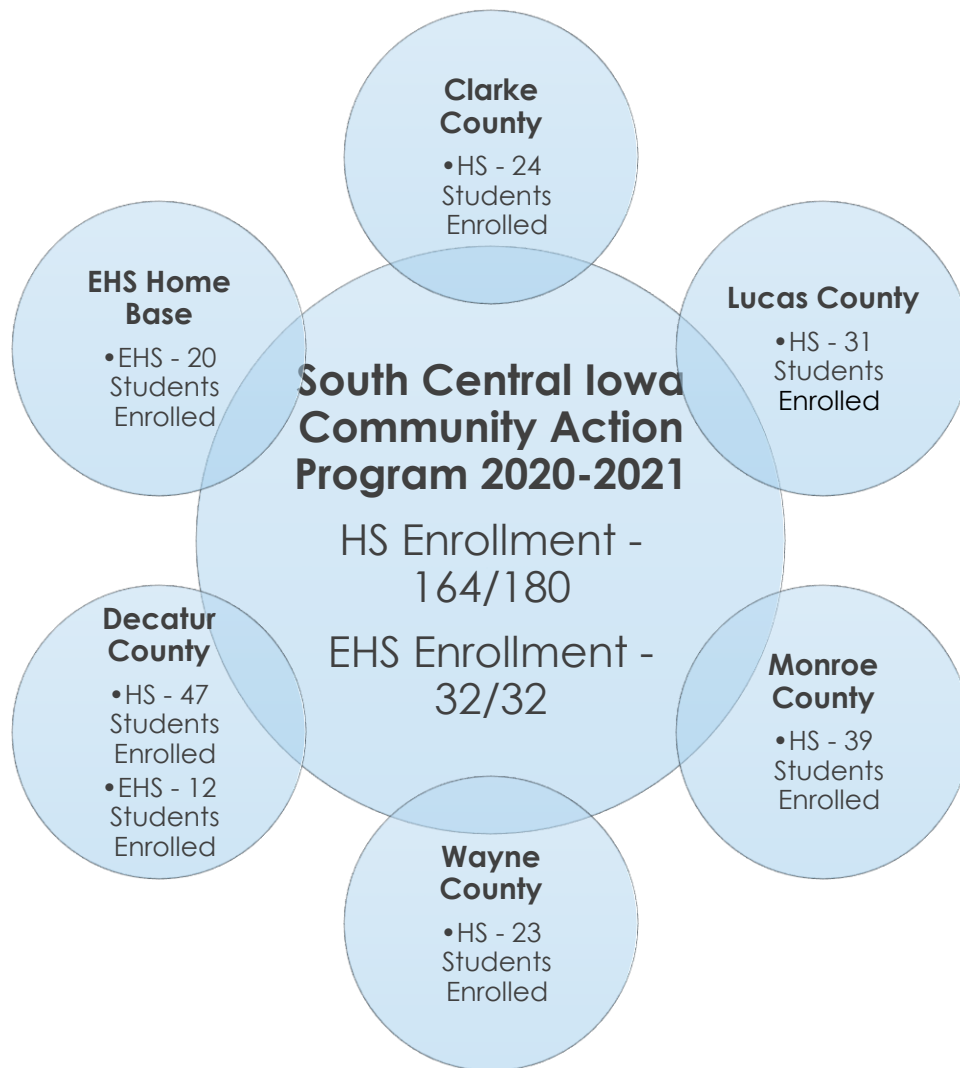 Clarke
County
•HS - 24
Students
Enrolled
EHS Home
Base
•EHS - 20
Students
Enrolled
Lucas County
•HS - 31
Students
Enrolled
South Central Iowa
Community Action
Program 2020-2021
HS Enrollment -
164/180
EHS Enrollment -
32/32
Decatur
County
•HS - 47
Students
Enrolled
•EHS - 12
Students
Enrolled
Monroe
County
•HS - 39
Students
Enrolled
Wayne
County
•HS - 23
Students
Enrolled